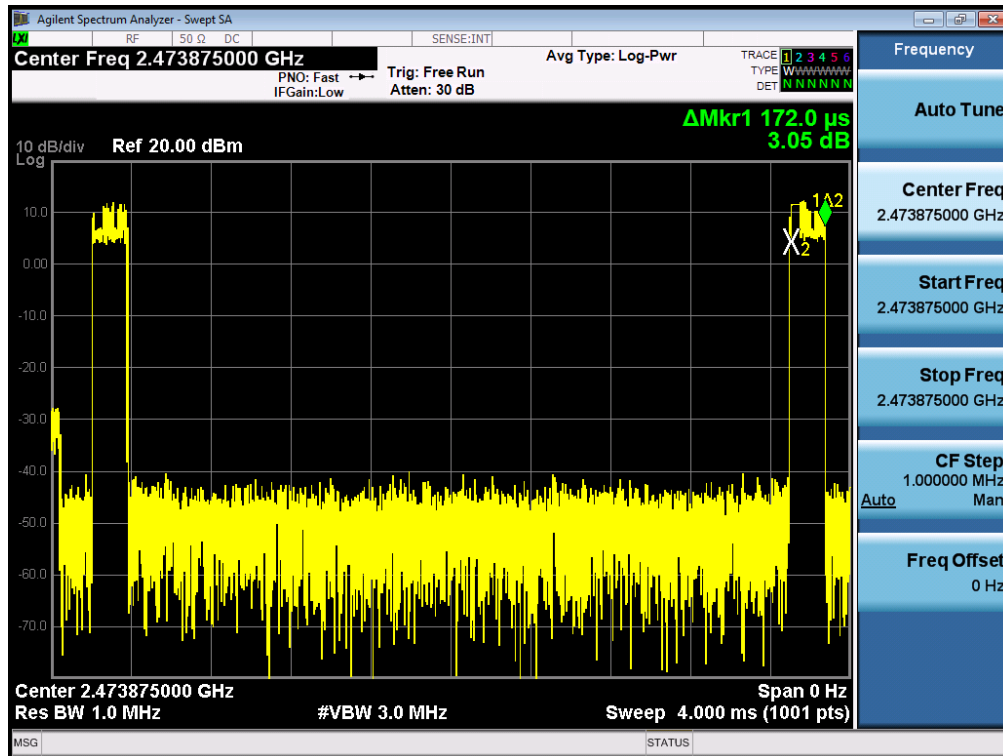 Agilent Spectrum Analyzer - Swept SA
LXI RF 50 Ω DC SENSE:INT
Center Freq 2.473875000 GHz
PNO: Fast
IFGain:Low
Trig: Free Run
Atten: 30 dB
Avg Type: Log-Pwr
TRACE 1 2 3 4 5 6
TYPE WWWWWW
DET N N N N N N
ΔMkr1 172.0 µs
3.05 dB
10 dB/div
Log
Ref 20.00 dBm
10.0
0.00
-10.0
-20.0
-30.0
-40.0
-50.0
-60.0
-70.0
1Δ2
X2
Center 2.473875000 GHz
Span 0 Hz
Res BW 1.0 MHz
#VBW 3.0 MHz
Sweep 4.000 ms (1001 pts)
MSG
STATUS
Frequency
Auto Tune
Center Freq
2.473875000 GHz
Start Freq
2.473875000 GHz
Stop Freq
2.473875000 GHz
CF Step
1.000000 MHz
Auto Man
Freq Offset
0 Hz